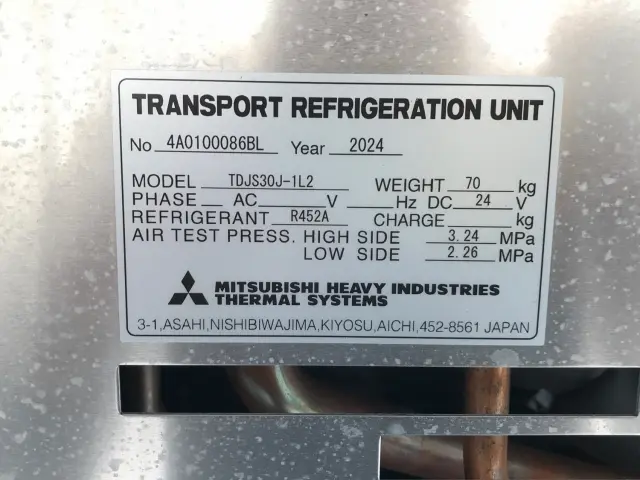 TRANSPORT REFRIGERATION UNIT
No 4A0100086BL Year 2024
MODEL TDJS30J-1L2 WEIGHT 70 kg
PHASE AC V Hz DC 24 V
REFRIGERANT R452A CHARGE kg
AIR TEST PRESS. HIGH SIDE 3.24 MPa
LOW SIDE 2.26 MPa
MITSUBISHI HEAVY INDUSTRIES
THERMAL SYSTEMS
3-1,ASAHI,NISHIBIWAJIMA,KIYOSU,AICHI,452-8561 JAPAN